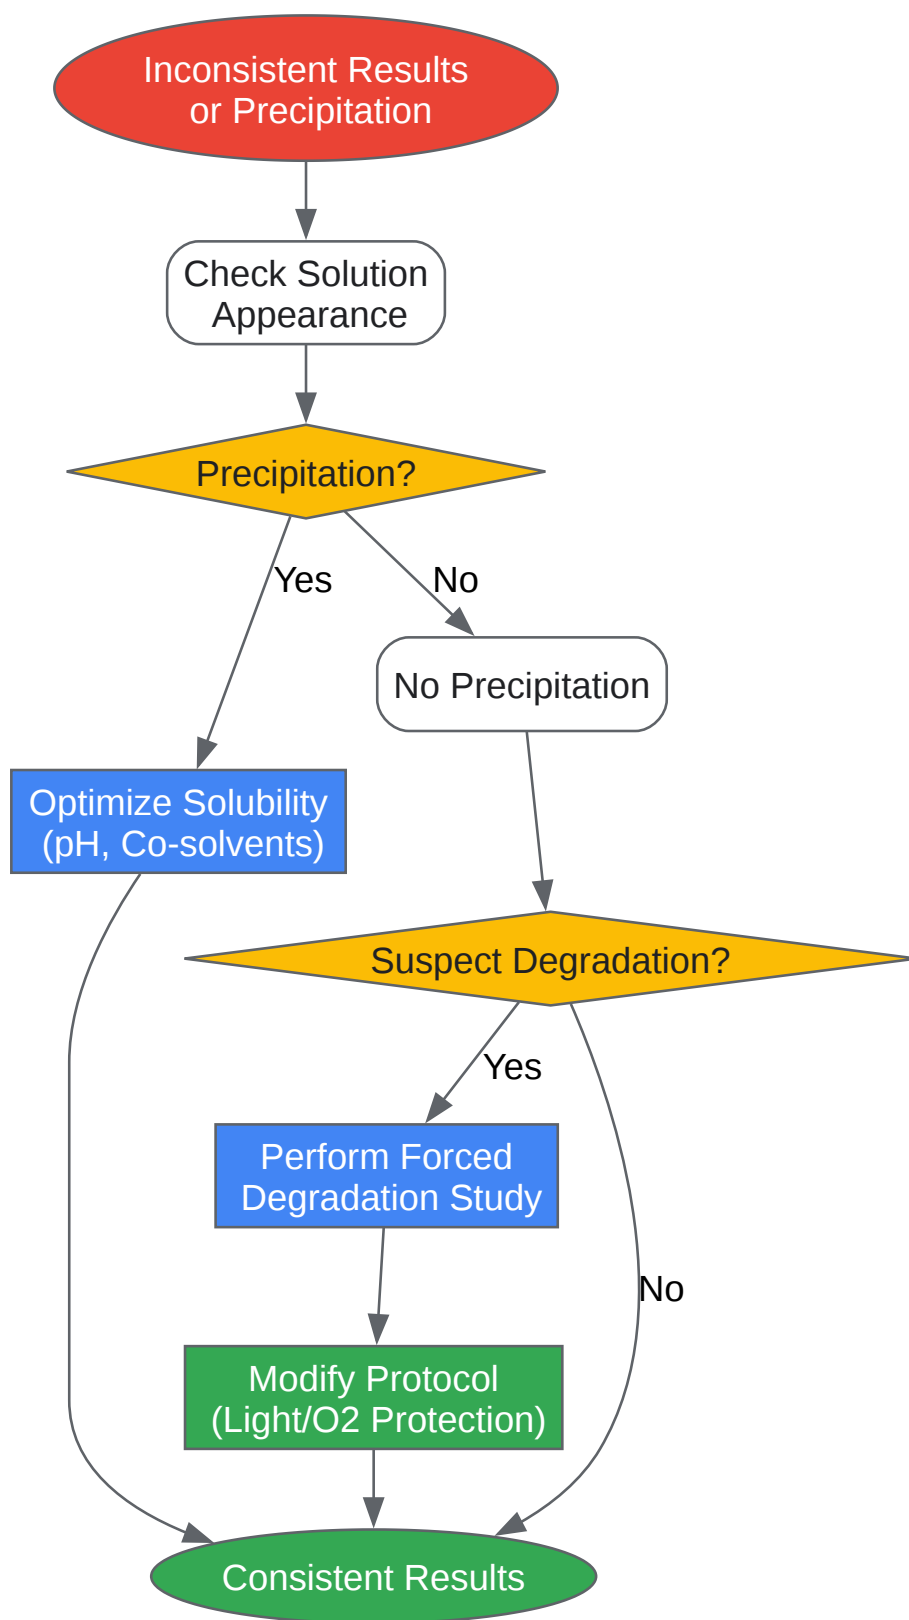 Inconsistent Results
or Precipitation
Check Solution
Appearance
Precipitation?
Yes
No
No Precipitation
Optimize Solubility
(pH, Co-solvents)
Suspect Degradation?
Yes
Perform Forced
Degradation Study
No
Modify Protocol
(Light/O2 Protection)
Consistent Results